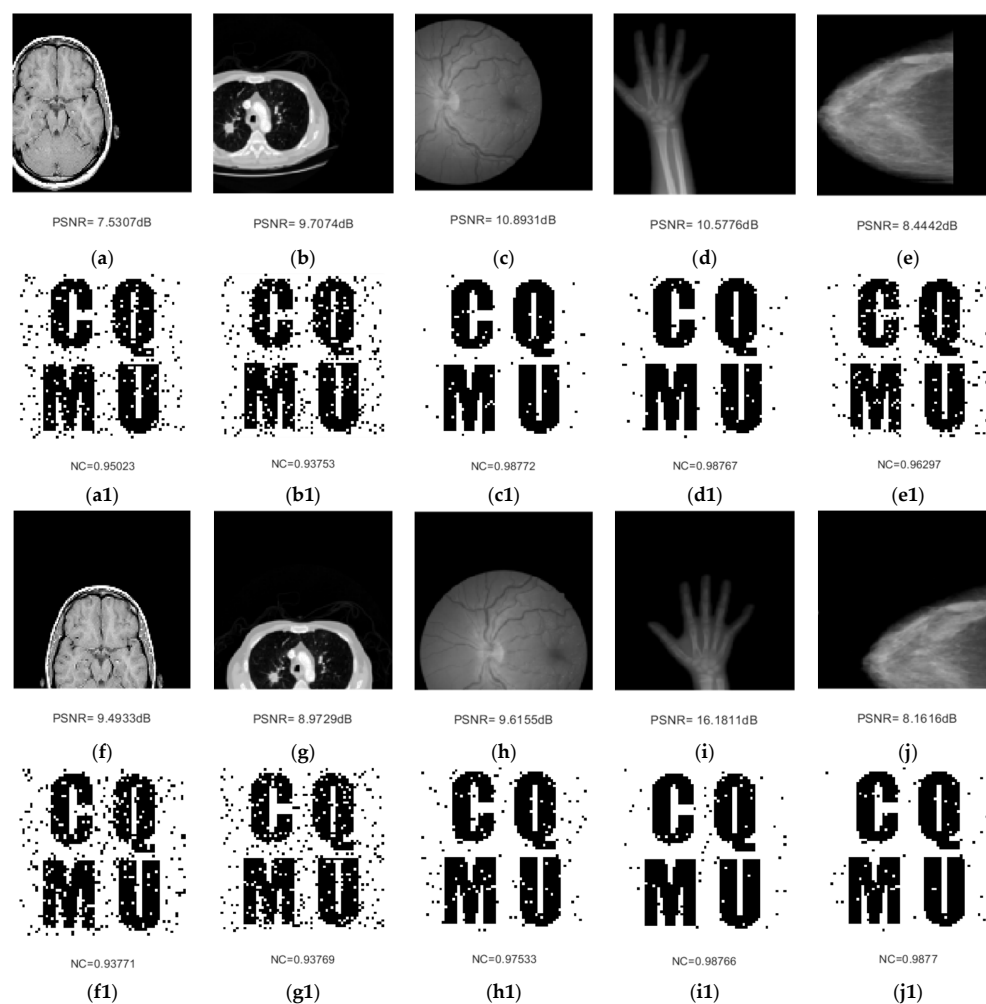 PSNR= 7.5307dB PSNR= 9.7074dB PSNR= 10.8931dB PSNR= 10.5776dB PSNR= 8.4442dB
(a) (b) (c) (d) (e)
CQ CQ CQ CQ CQ
MU MU MU MU MU
NC=0.95023 NC=0.93753 NC=0.98772 NC=0.98767 NC=0.96297
(a1) (b1) (c1) (d1) (e1)
PSNR= 9.4933dB PSNR= 8.9729dB PSNR= 9.6155dB PSNR= 16.1811dB PSNR= 8.1616dB
(f) (g) (h) (i) (j)
CQ CQ CQ CQ CQ
MU MU MU MU MU
NC=0.93771 NC=0.93769 NC=0.97533 NC=0.98766 NC=0.9877
(f1) (g1) (h1) (i1) (j1)